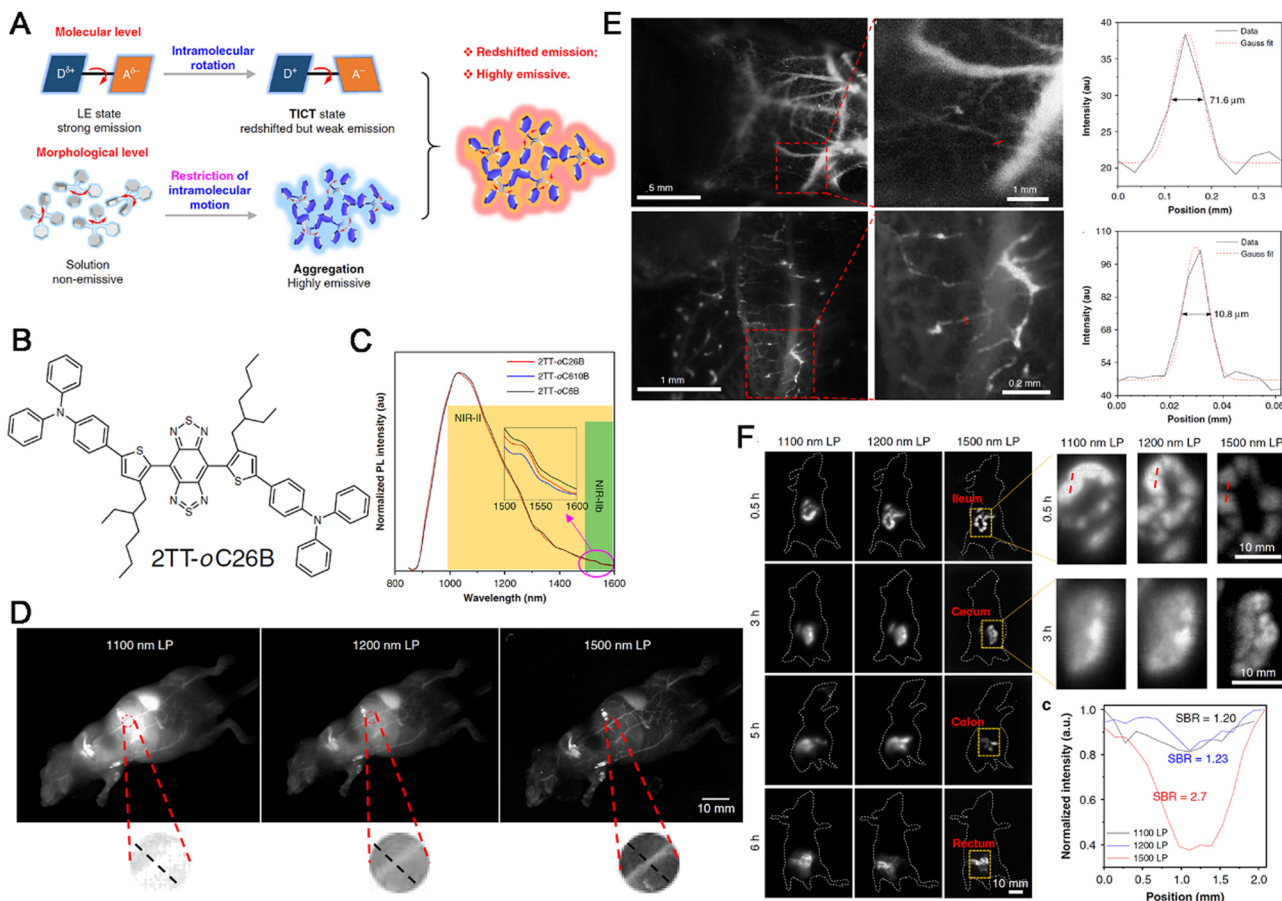 A
Molecular level
Dδ+
Aδ−
Intramolecular
rotation
D+
A−
LE state
strong emission
TICT state
redshifted but weak emission
❖ Redshifted emission;
❖ Highly emissive.
Morphological level
Restriction of
intramolecular
motion
Solution
non-emissive
Aggregation
Highly emissive
B
N
S
N S N
N S N
S
N
2TT-oC26B
C
Normalized PL intensity (au)
2TT-oC26B
2TT-oC610B
2TT-oC6B
NIR-II
NIR-IIb
1500 1550 1600
800 1000 1200 1400 1600
Wavelength (nm)
D
1100 nm LP
1200 nm LP
1500 nm LP
10 mm
E
5 mm
1 mm
Intensity (au)
40
35
30
25
20
Data
Gauss fit
71.6 μm
0.0 0.1 0.2 0.3
Position (mm)
1 mm
0.2 mm
Intensity (au)
110
96
82
68
54
40
Data
Gauss fit
10.8 μm
0.00 0.02 0.04 0.06
Position (mm)
F
1100 nm LP 1200 nm LP 1500 nm LP
0.5 h
Ileum
3 h
Cecum
5 h
Colon
6 h
Rectum
10 mm
1100 nm LP 1200 nm LP 1500 nm LP
0.5 h
10 mm
3 h
10 mm
c
Normalized intensity (a.u.)
1.0
0.8
0.6
0.4
SBR = 1.20
SBR = 1.23
SBR = 2.7
1100 LP
1200 LP
1500 LP
0.0 0.5 1.0 1.5 2.0
Position (mm)